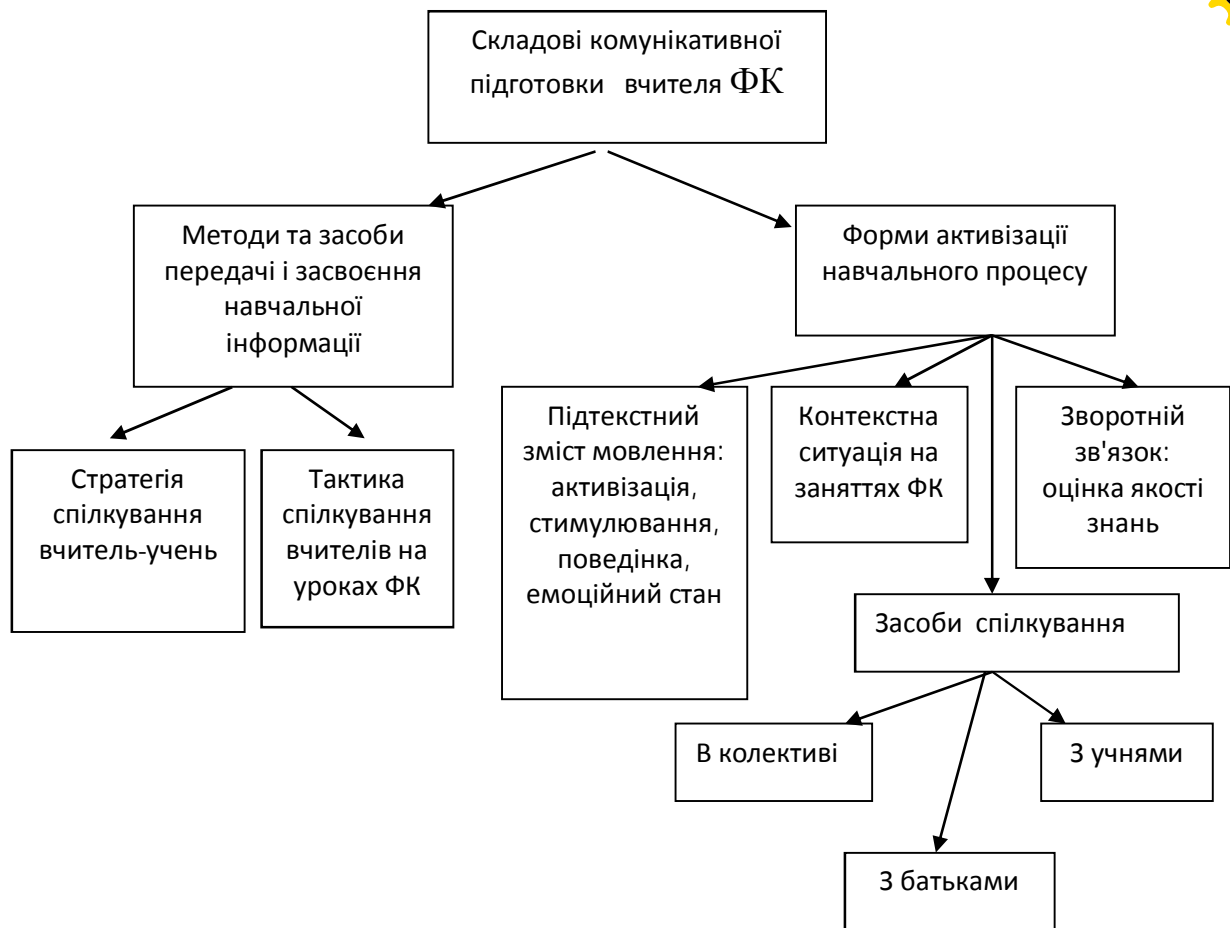 Складові комунікативної
підготовки вчителя ФК
Методи та засоби
передачі і засвоєння
навчальної
інформації
Форми активізації
навчального процесу
Стратегія
спілкування
вчитель-учень
Тактика
спілкування
вчителів на
уроках ФК
Підтекстний
зміст мовлення:
активізація,
стимулювання,
поведінка,
емоційний стан
Контекстна
ситуація на
заняттях ФК
Зворотній
зв'язок:
оцінка якості
знань
Засоби спілкування
В колективі
З учнями
З батьками